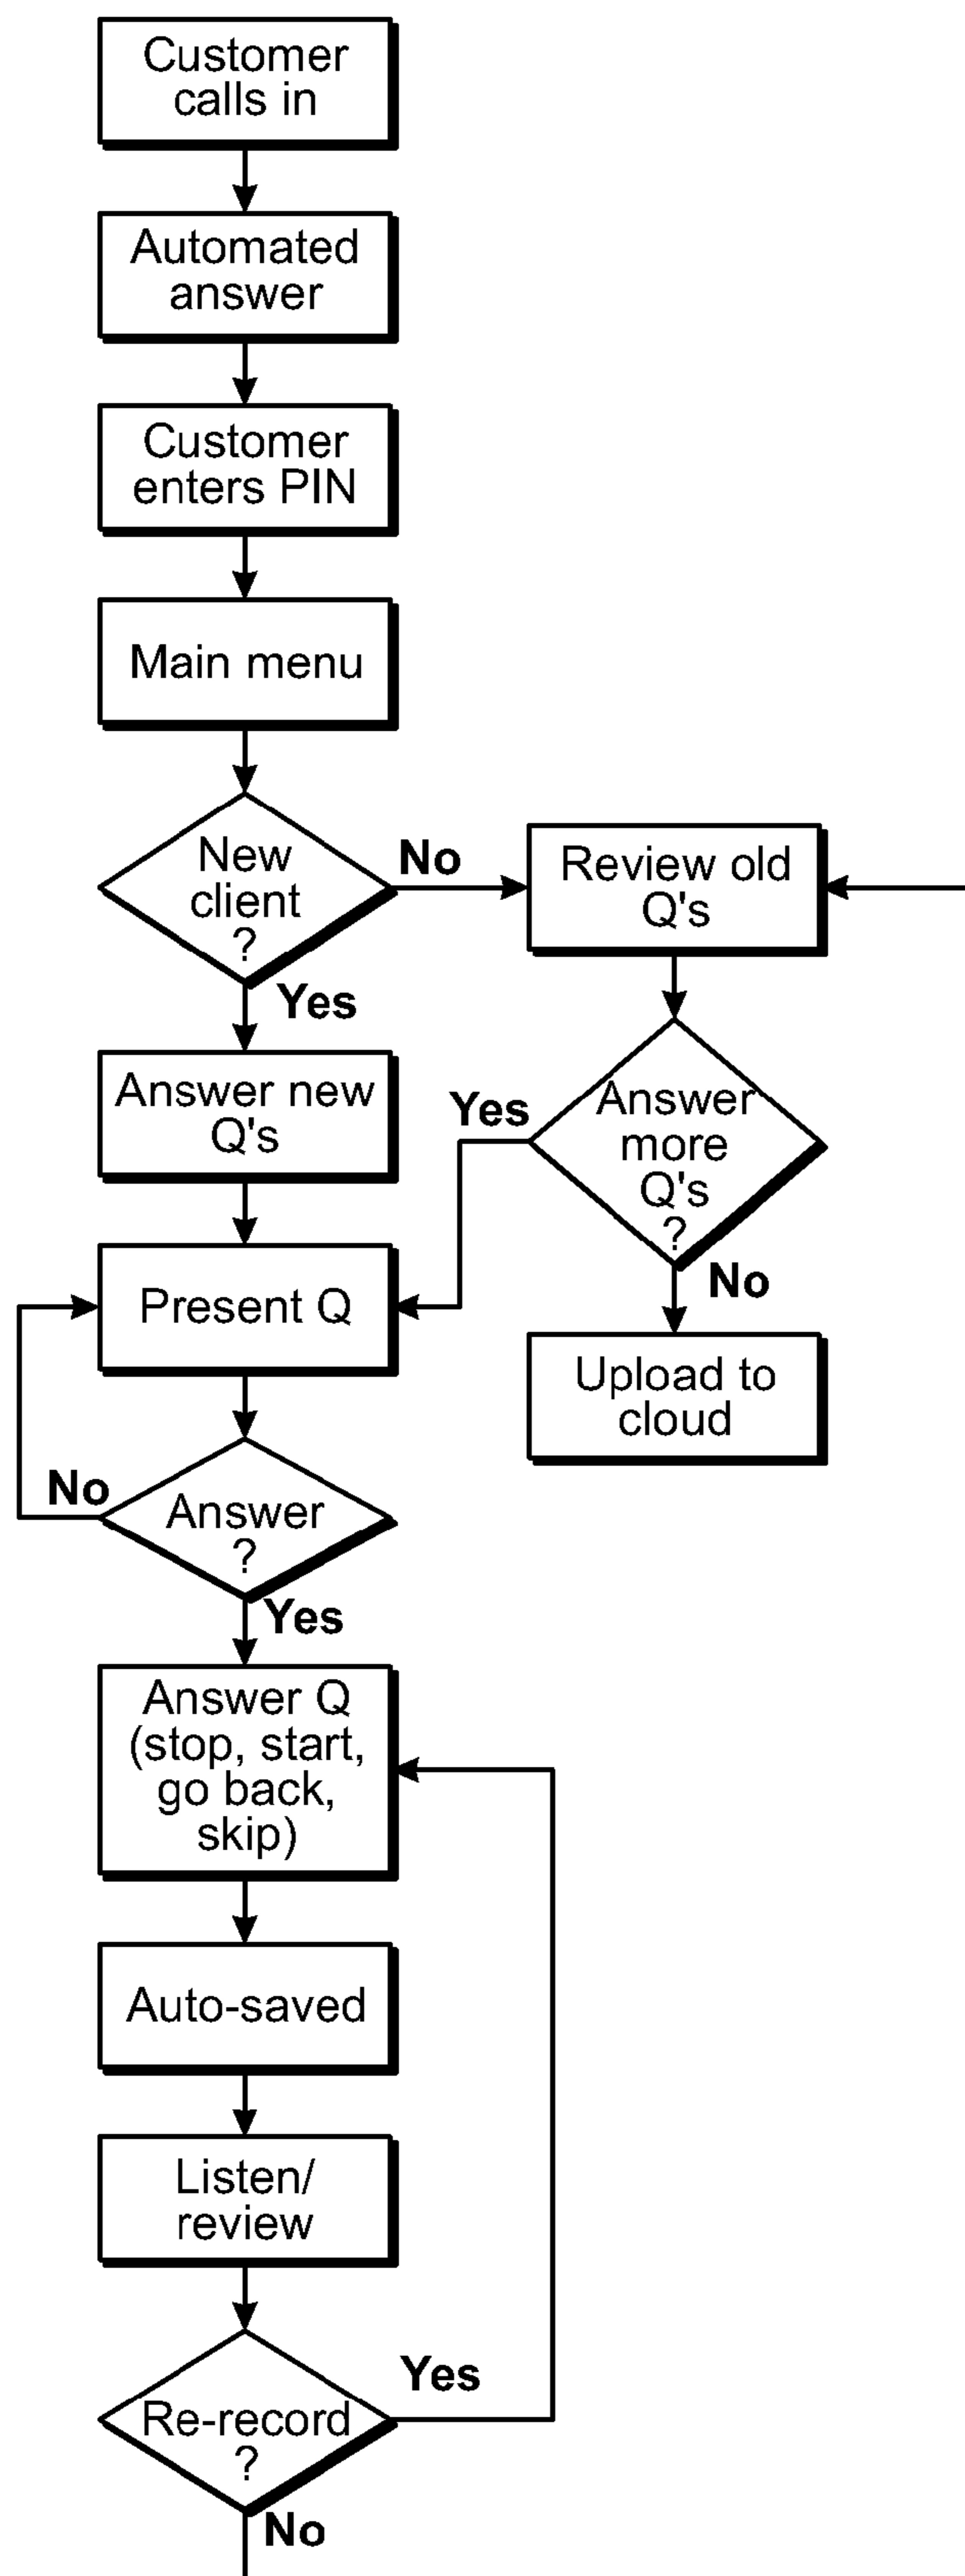 Customer
calls in
Automated
answer
Customer
enters PIN
Main menu
New
client
?
No
Review old
Q's
Yes
Answer new
Q's
Yes
Answer
more
Q's
?
No
Present Q
Upload to
cloud
No
Answer
?
Yes
Answer Q
(stop, start,
go back,
skip)
Auto-saved
Listen/
review
Re-record
?
Yes
No